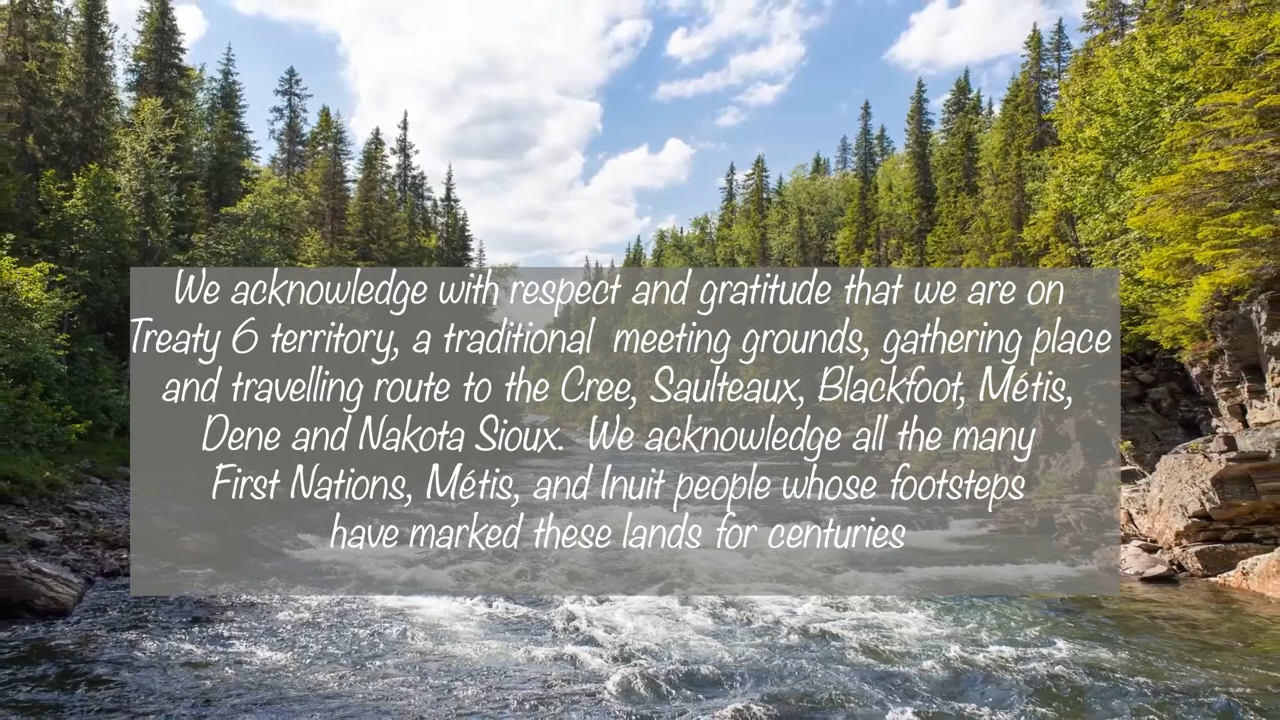 We acknowledge with respect and gratitude that we are on
Treaty 6 territory, a traditional meeting grounds, gathering place
and travelling route to the Cree, Saulteaux, Blackfoot, Métis,
Dene and Nakota Sioux. We acknowledge all the many
First Nations, Métis, and Inuit people whose footsteps
have marked these lands for centuries